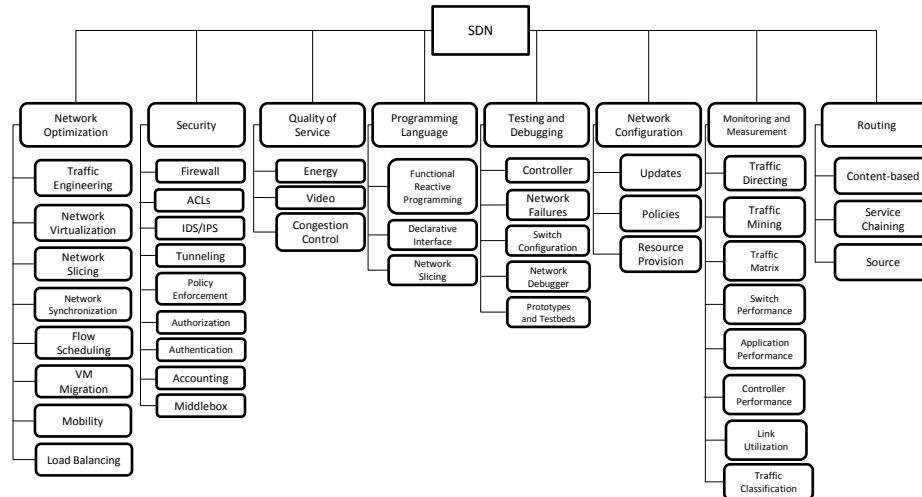 SDN
Network
Optimization
Traffic
Engineering
Network
Virtualization
Network
Slicing
Network
Synchronization
Flow
Scheduling
VM
Migration
Mobility
Load Balancing
Security
Firewall
ACLs
IDS/IPS
Tunneling
Policy
Enforcement
Authorization
Authentication
Accounting
Middlebox
Quality of
Service
Energy
Video
Congestion
Control
Programming
Language
Functional
Reactive
Programming
Declarative
Interface
Network
Slicing
Testing and
Debugging
Controller
Network
Failures
Switch
Configuration
Network
Debugger
Prototypes
and Testbeds
Network
Configuration
Updates
Policies
Resource
Provision
Monitoring and
Measurement
Traffic
Directing
Traffic
Mining
Traffic
Matrix
Switch
Performance
Application
Performance
Controller
Performance
Link
Utilization
Traffic
Classification
Routing
Content-based
Service
Chaining
Source